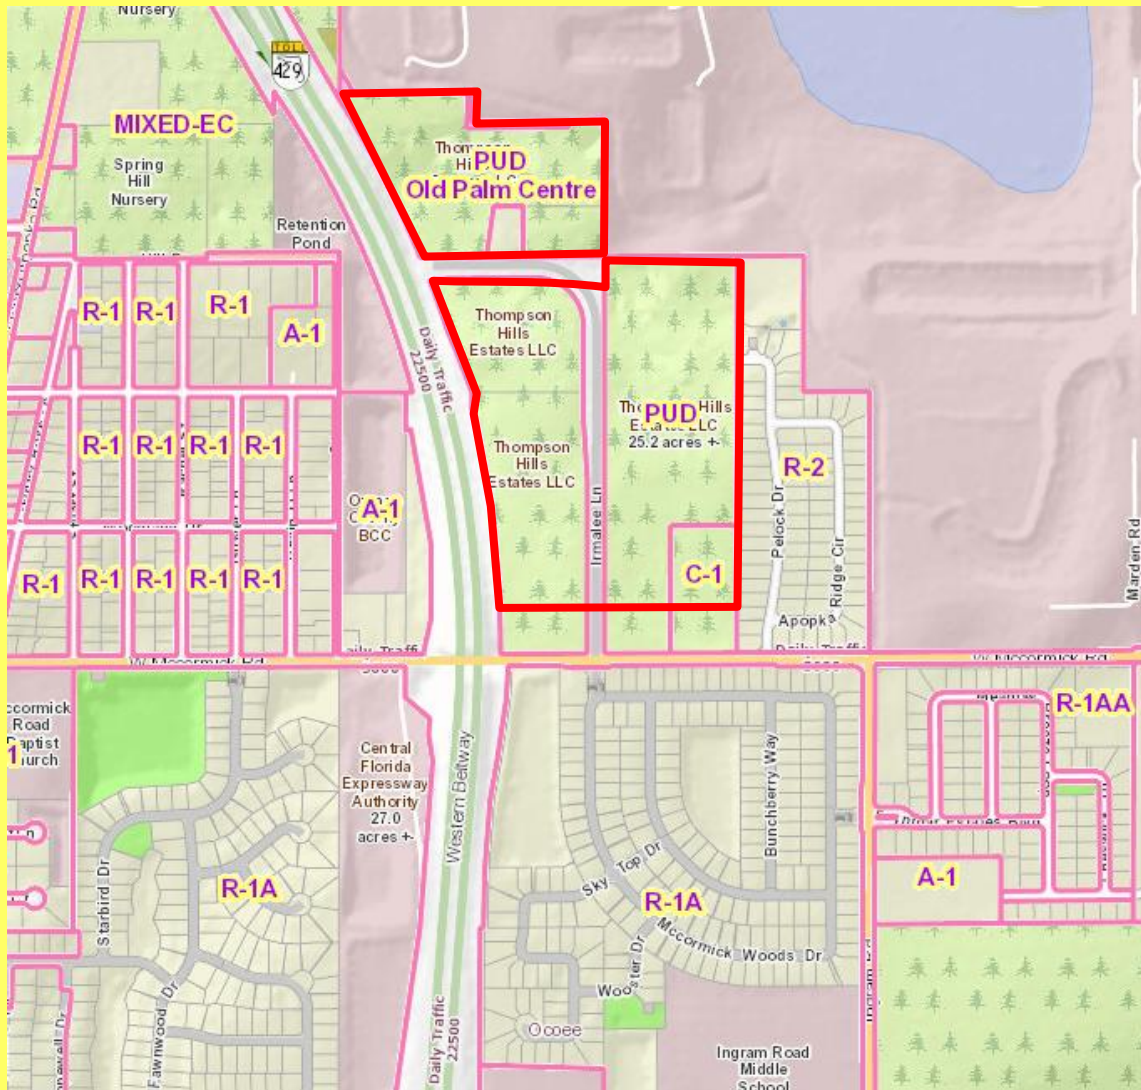 Nursery
TOLL
429
MIXED-EC
Spring
Hill
Nursery
Retention
Pond
PUD
Old Palm Centre
R-1
R-1
R-1
A-1
Thompson
Hills
Estates LLC
Daily Traffic
22500
PUD
Hills
25.2 acres +-
R-1
R-1
R-1
R-1
Thompson
Hills
Estates LLC
R-2
A-1
BCC
Irmalee Ln
Pelock Dr
Ridge Cir
Marden Rd
R-1
R-1
R-1
R-1
R-1
C-1
Apopka
W Mccormick Rd
W Mccormick Rd
R-1AA
Road
Central
Florida
Expressway
Authority
27.0
acres +-
Western Beltway
Bunchberry Way
Sky Top Dr
Starbird Dr
R-1A
R-1A
A-1
Mccormick Woods Dr
Ingram Rd
Fawnwood Dr
Ocoee
Daily Traffic
22500
Ingram Road
Middle
School